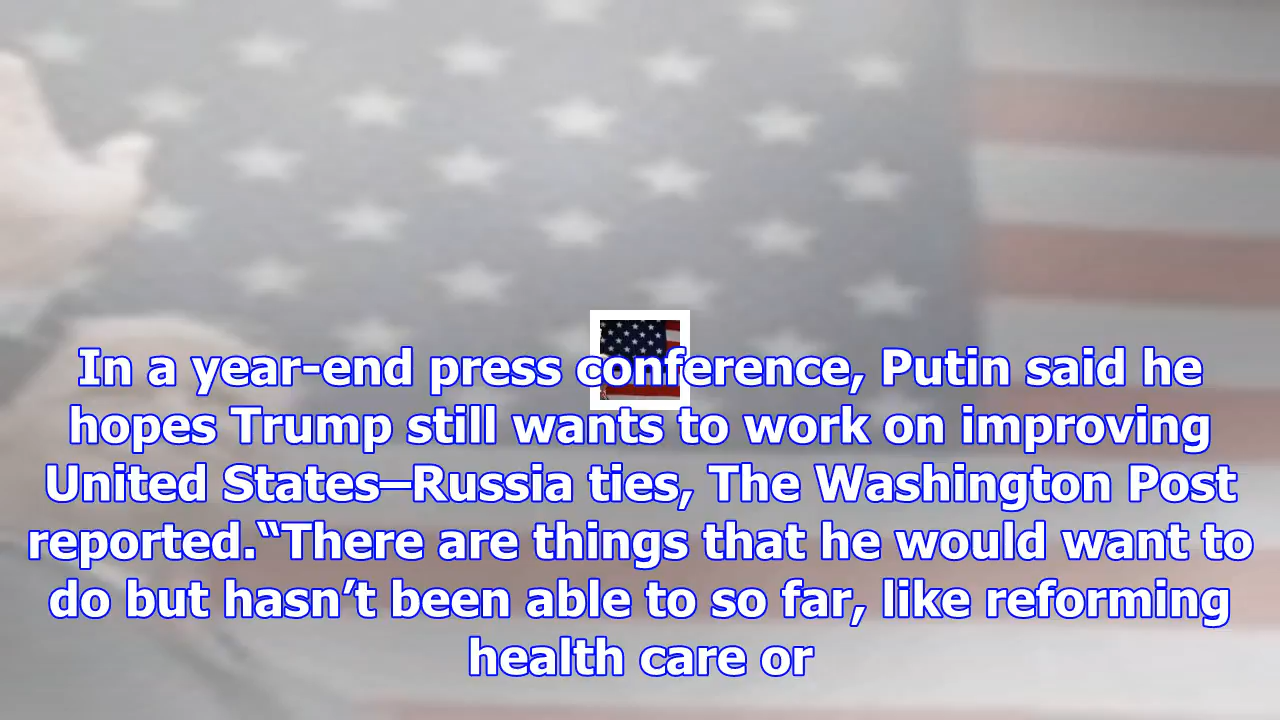 In a year-end press conference, Putin said he
hopes Trump still wants to work on improving
United States—Russia ties, The Washington Post
reported.“There are things that he would want to
do but hasn’t been able to so far, like reforming
health care or